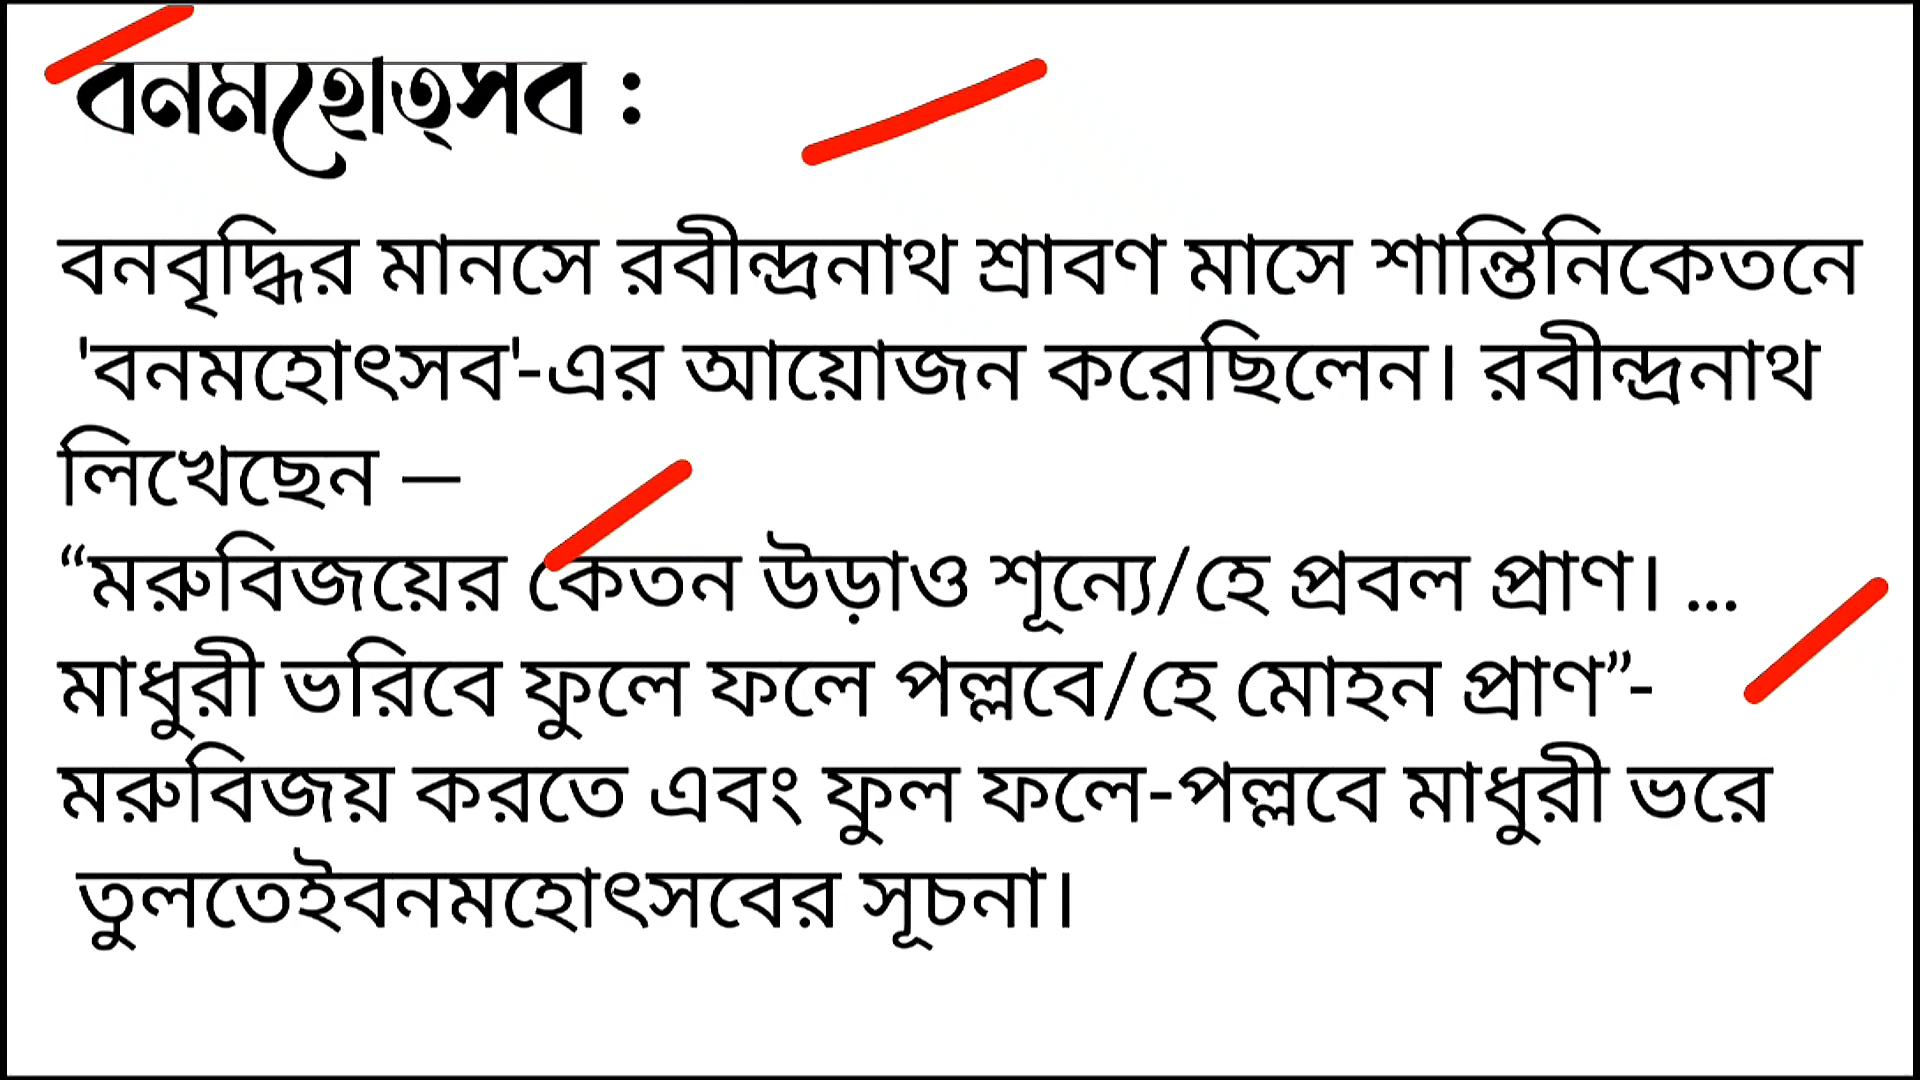 বনমহোত্সব :
বনবৃদ্ধির মানসে রবীন্দ্রনাথ শ্রাবণ মাসে শান্তিনিকেতনে
'বনমহোৎসব'-এর আয়োজন করেছিলেন। রবীন্দ্রনাথ
লিখেছেন —
“মরুবিজয়ের কেতন উড়াও শূন্যে/হে প্রবল প্রাণ। ...
মাধুরী ভরিবে ফুলে ফলে পল্লবে/হে মোহন প্রাণ”-
মরুবিজয় করতে এবং ফুল ফলে-পল্লবে মাধুরী ভরে
তুলতেইবনমহোৎসবের সূচনা।